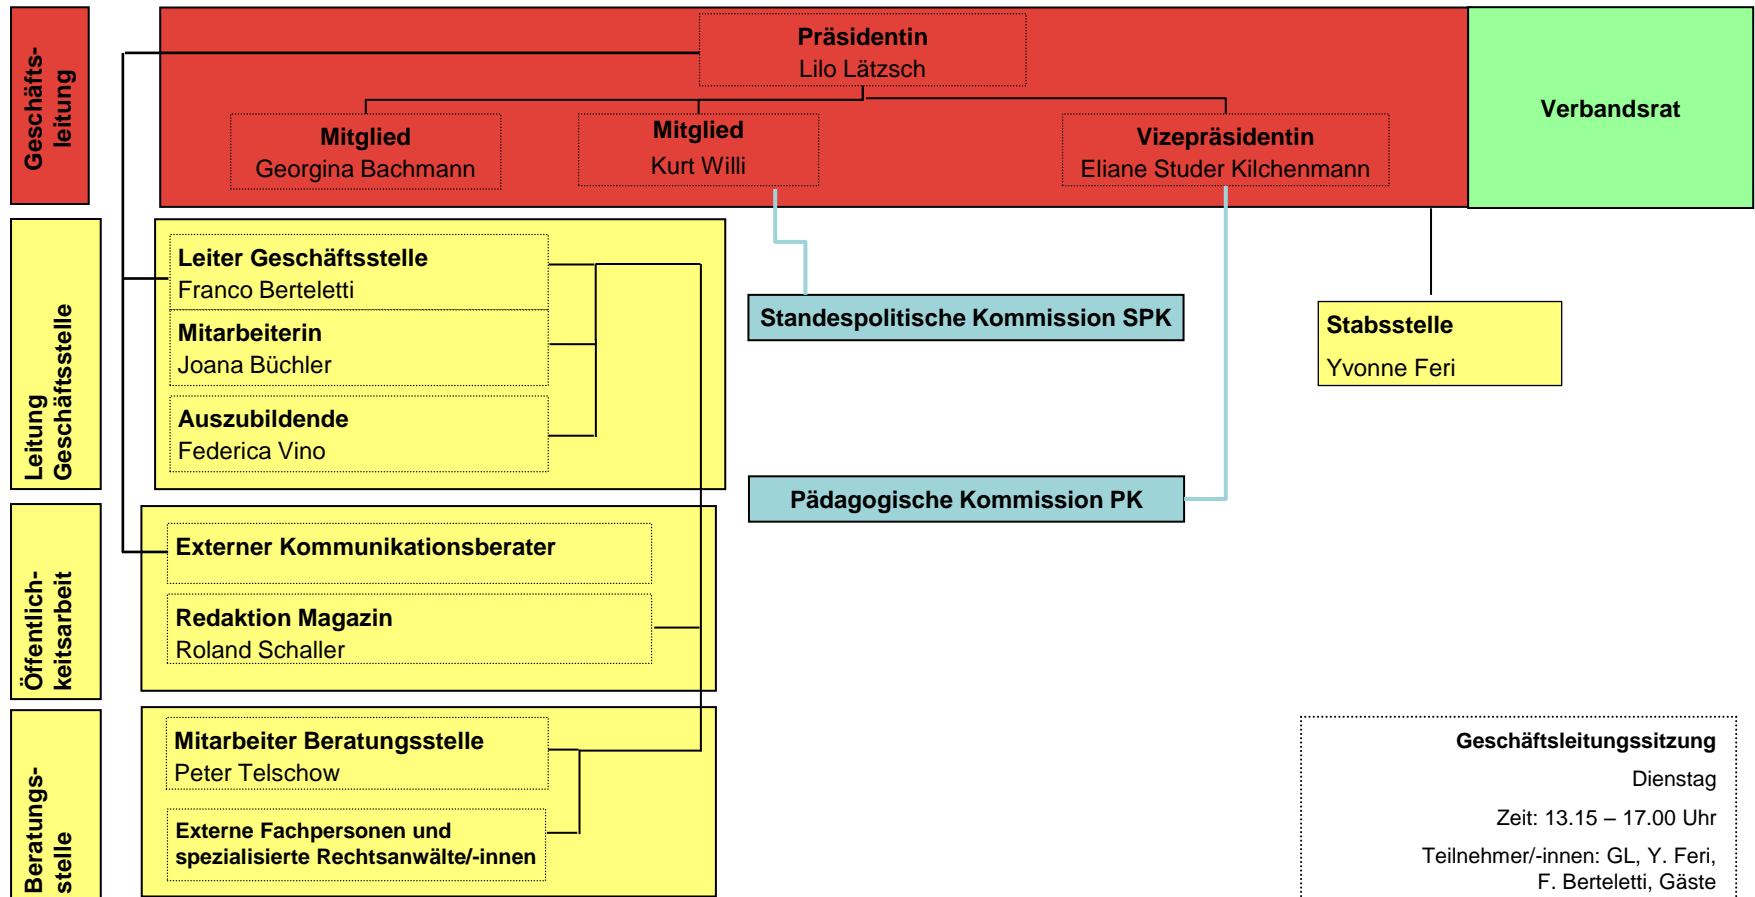 Geschäfts-
leitung
Präsidentin
Lilo Lätzsch
Mitglied
Georgina Bachmann
Mitglied
Kurt Willi
Vizepräsidentin
Eliane Studer Kilchenmann
Verbandsrat
Leitung
Geschäftsstelle
Leiter Geschäftsstelle
Franco Berteletti
Mitarbeiterin
Joana Büchler
Auszubildende
Federica Vino
Standespolitische Kommission SPK
Stabsstelle
Yvonne Feri
Pädagogische Kommission PK
Öffentlich-
keitsarbeit
Externer Kommunikationsberater
Redaktion Magazin
Roland Schaller
Beratungs-
stelle
Mitarbeiter Beratungsstelle
Peter Telschow
Externe Fachpersonen und
spezialisierte Rechtsanwälte/-innen
Geschäftsleitungssitzung
Dienstag
Zeit: 13.15 – 17.00 Uhr
Teilnehmer/-innen: GL, Y. Feri,
F. Berteletti, Gäste